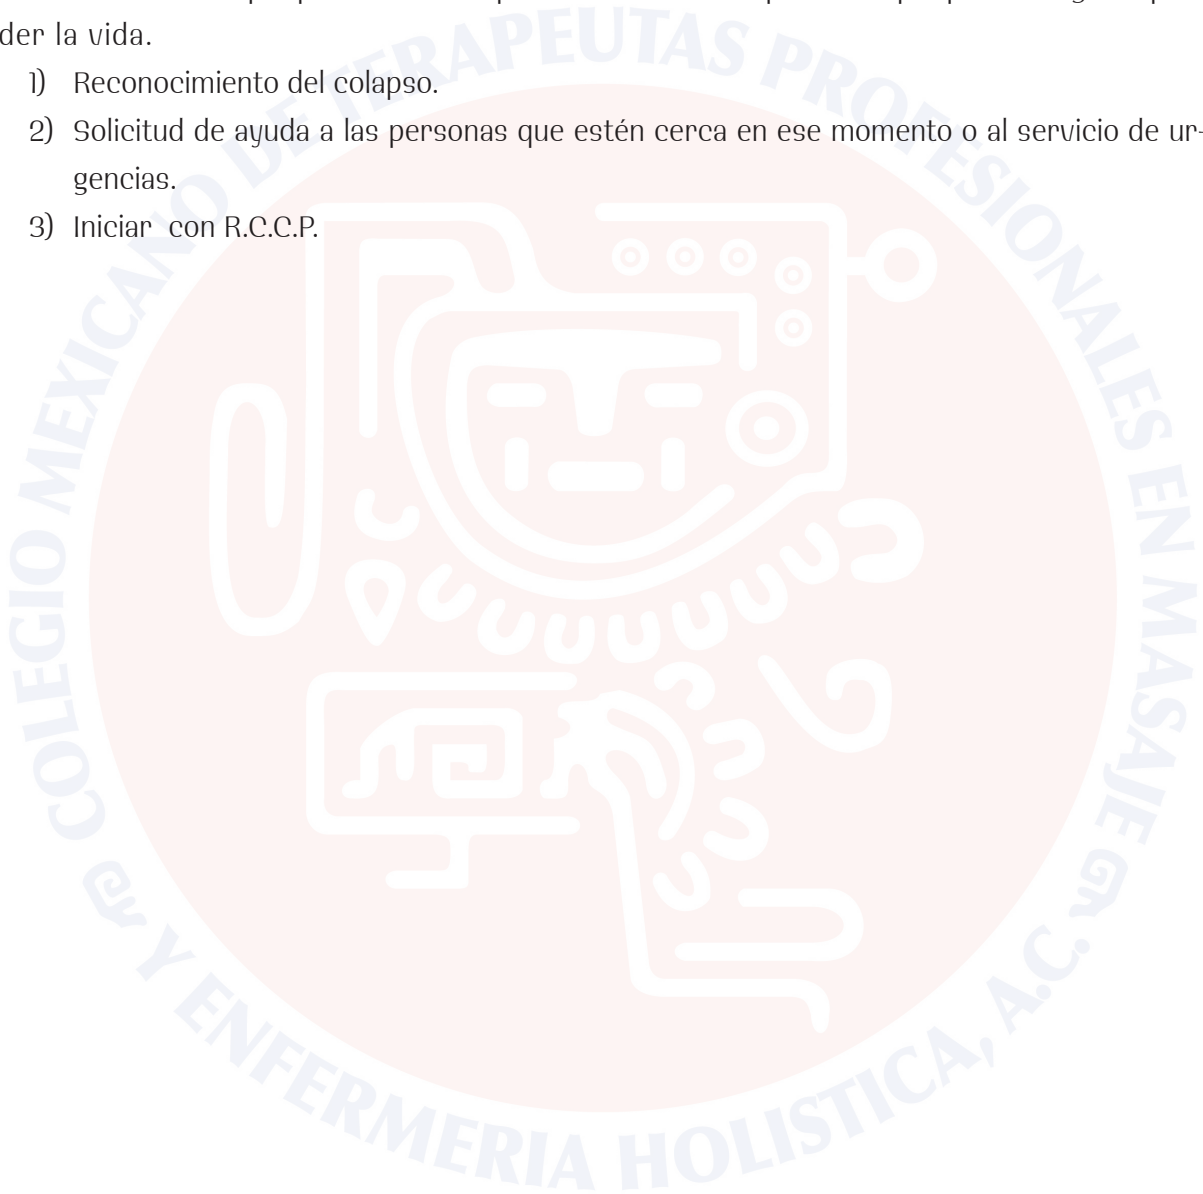 der la vida.
1) Reconocimiento del colapso.
2) Solicitud de ayuda a las personas que estén cerca en ese momento o al servicio de ur-
gencias.
3) Iniciar con R.C.C.P.
COLEGIO MEXICANO DE TERAPEUTAS PROFESIONALES EN MASAJE
Y ENFERMERIA HOLISTICA, A.C.